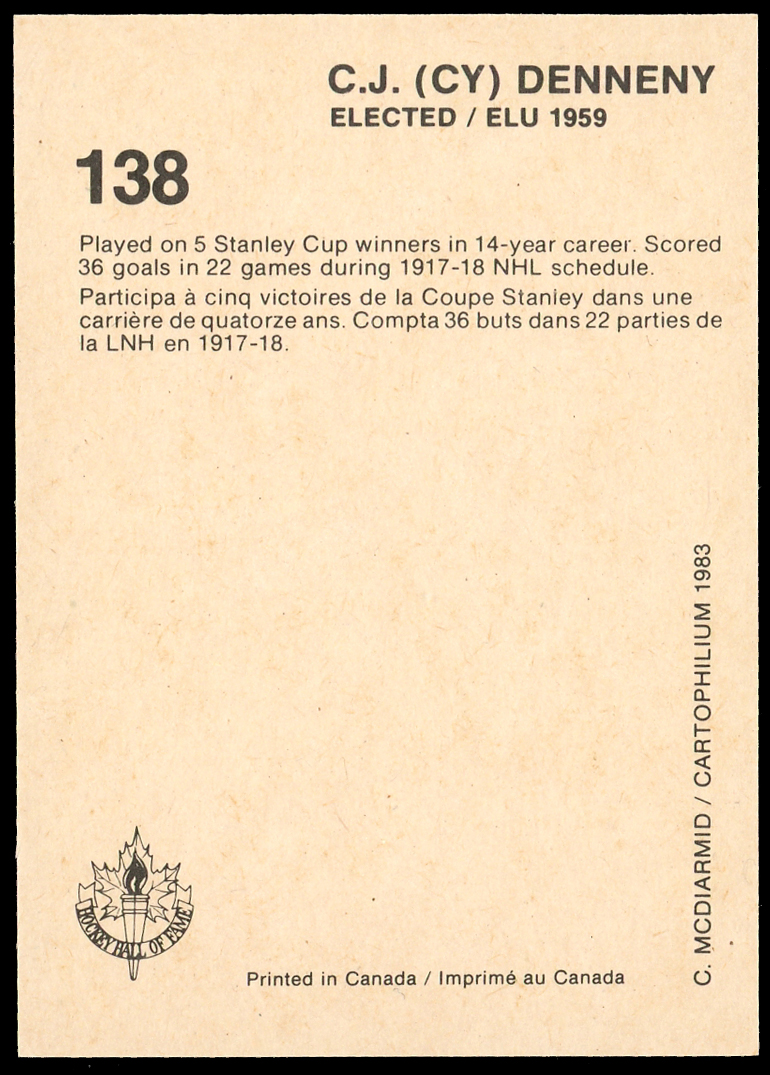 C.J. (CY) DENNENY
ELECTED / ELU 1959
138
Played on 5 Stanley Cup winners in 14-year career. Scored
36 goals in 22 games during 1917-18 NHL schedule.
Participa à cinq victoires de la Coupe Stanley dans une
carrière de quatorze ans. Compta 36 buts dans 22 parties de
la LNH en 1917-18.
C. MCDIARMID / CARTOPHILIUM 1983
HOCKEY HALL OF FAME
Printed in Canada / Imprimé au Canada